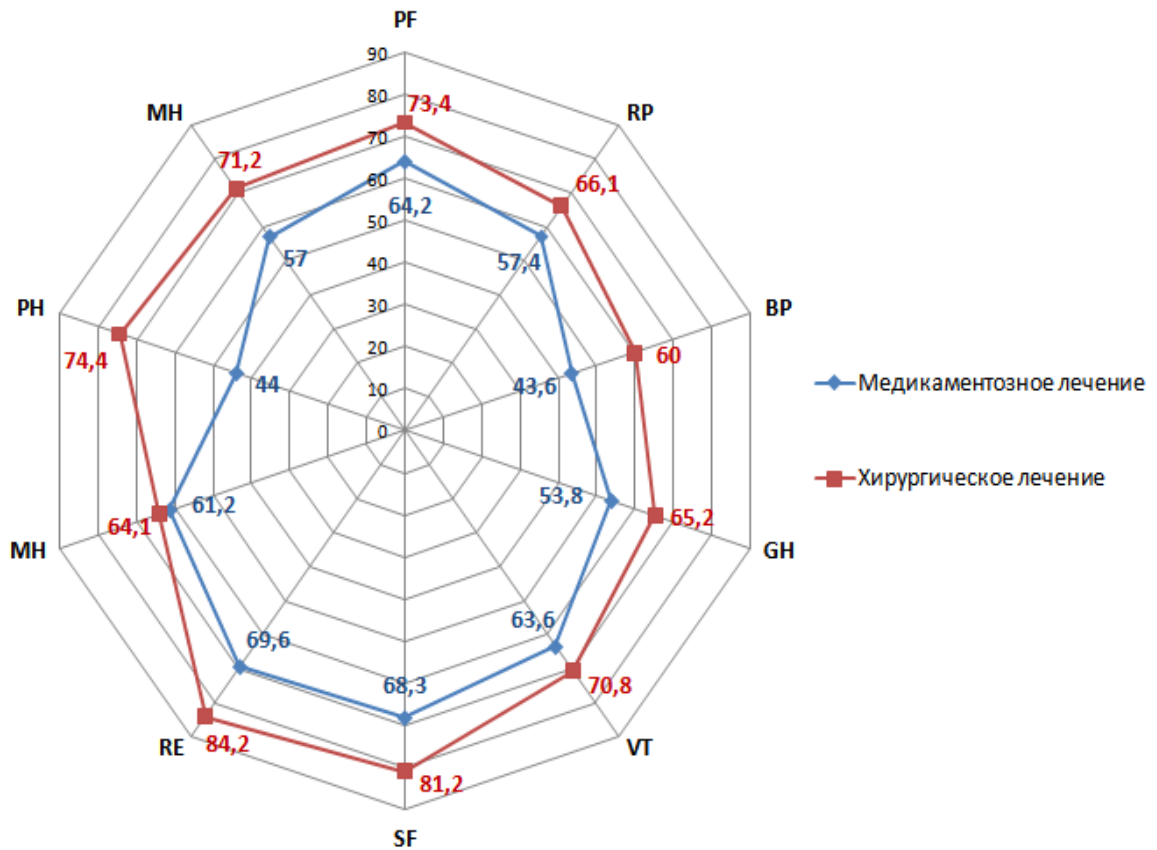 PF
90
MH
80
RP
73,4
70
71,2
66,1
60
64,2
50
57
57,4
40
PH
BP
30
74,4
44
20
43,6
60
10
Медикаментозное лечение
0
Хирургическое лечение
53,8
65,2
61,2
64,1
MH
GH
63,6
69,6
68,3
70,8
RE
84,2
VT
81,2
SF